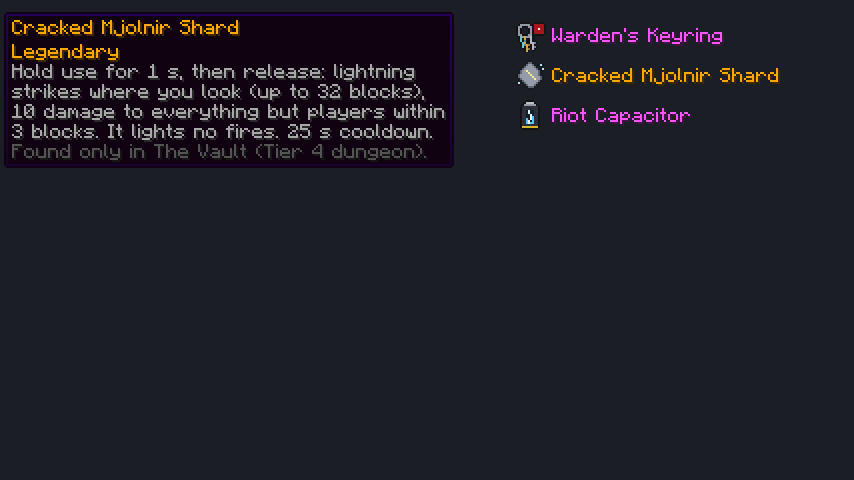 Cracked Mjolnir Shard
Legendary
Hold use for 1 s, then release: lightning
strikes where you look (up to 32 blocks),
10 damage to everything but players within
3 blocks. It lights no fires. 25 s cooldown.
Found only in The Vault (Tier 4 dungeon).
Warden's Keyring
Cracked Mjolnir Shard
Riot Capacitor